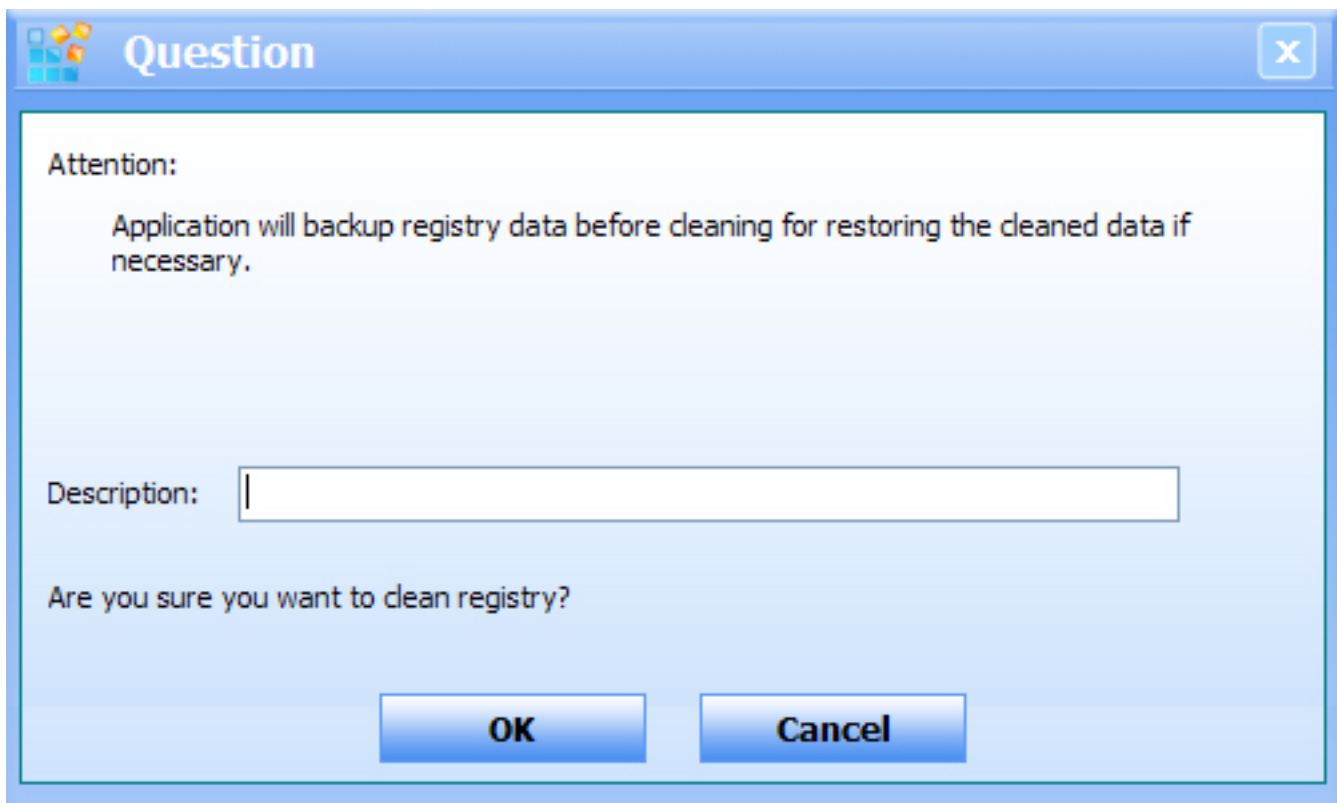 Question
x
Attention:
Application will backup registry data before cleaning for restoring the cleaned data if
necessary.
Description:
Are you sure you want to clean registry?
OK Cancel